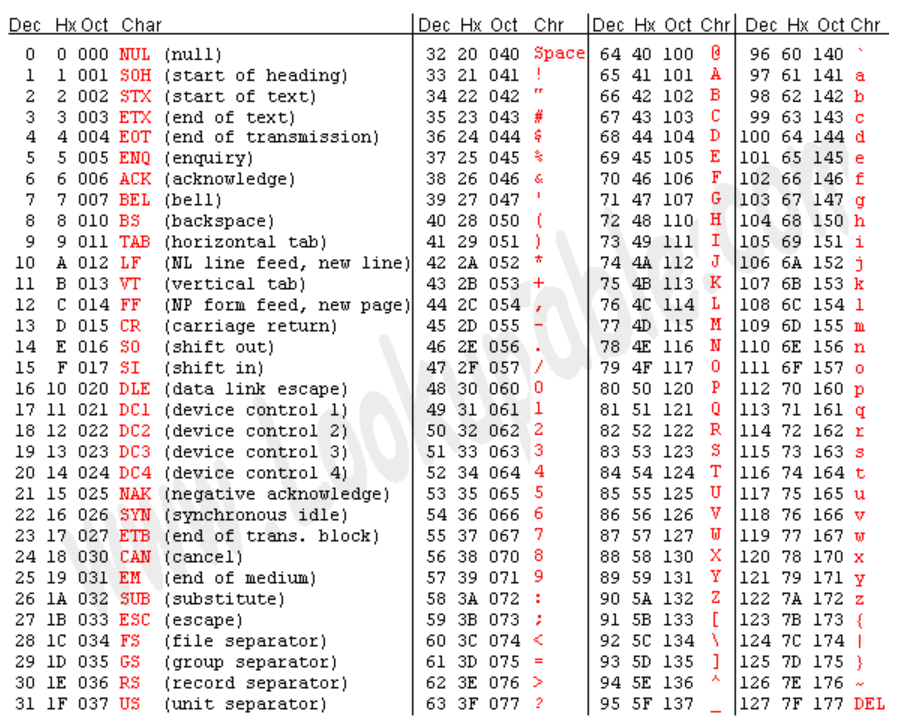 Dec Hx Oct Char Dec Hx Oct Chr Dec Hx Oct Chr Dec Hx Oct Chr
0 0 000 NUL (null) 32 20 040 Space 64 40 100 @ 96 60 140 `
1 1 001 SOH (start of heading) 33 21 041 ! 65 41 101 A 97 61 141 a
2 2 002 STX (start of text) 34 22 042 " 66 42 102 B 98 62 142 b
3 3 003 ETX (end of text) 35 23 043 # 67 43 103 C 99 63 143 c
4 4 004 EOT (end of transmission) 36 24 044 $ 68 44 104 D 100 64 144 d
5 5 005 ENQ (enquiry) 37 25 045 % 69 45 105 E 101 65 145 e
6 6 006 ACK (acknowledge) 38 26 046 & 70 46 106 F 102 66 146 f
7 7 007 BEL (bell) 39 27 047 ' 71 47 107 G 103 67 147 g
8 8 010 BS (backspace) 40 28 050 ( 72 48 110 H 104 68 150 h
9 9 011 TAB (horizontal tab) 41 29 051 ) 73 49 111 I 105 69 151 i
10 A 012 LF (NL line feed, new line) 42 2A 052 * 74 4A 112 J 106 6A 152 j
11 B 013 VT (vertical tab) 43 2B 053 + 75 4B 113 K 107 6B 153 k
12 C 014 FF (NP form feed, new page) 44 2C 054 , 76 4C 114 L 108 6C 154 l
13 D 015 CR (carriage return) 45 2D 055 - 77 4D 115 M 109 6D 155 m
14 E 016 SO (shift out) 46 2E 056 . 78 4E 116 N 110 6E 156 n
15 F 017 SI (shift in) 47 2F 057 / 79 4F 117 O 111 6F 157 o
16 10 020 DLE (data link escape) 48 30 060 0 80 50 120 P 112 70 160 p
17 11 021 DC1 (device control 1) 49 31 061 1 81 51 121 Q 113 71 161 q
18 12 022 DC2 (device control 2) 50 32 062 2 82 52 122 R 114 72 162 r
19 13 023 DC3 (device control 3) 51 33 063 3 83 53 123 S 115 73 163 s
20 14 024 DC4 (device control 4) 52 34 064 4 84 54 124 T 116 74 164 t
21 15 025 NAK (negative acknowledge) 53 35 065 5 85 55 125 U 117 75 165 u
22 16 026 SYN (synchronous idle) 54 36 066 6 86 56 126 V 118 76 166 v
23 17 027 ETB (end of trans. block) 55 37 067 7 87 57 127 W 119 77 167 w
24 18 030 CAN (cancel) 56 38 070 8 88 58 130 X 120 78 170 x
25 19 031 EM (end of medium) 57 39 071 9 89 59 131 Y 121 79 171 y
26 1A 032 SUB (substitute) 58 3A 072 : 90 5A 132 Z 122 7A 172 z
27 1B 033 ESC (escape) 59 3B 073 ; 91 5B 133 [ 123 7B 173 {
28 1C 034 FS (file separator) 60 3C 074 < 92 5C 134 \ 124 7C 174 |
29 1D 035 GS (group separator) 61 3D 075 = 93 5D 135 ] 125 7D 175 }
30 1E 036 RS (record separator) 62 3E 076 > 94 5E 136 ^ 126 7E 176 ~
31 1F 037 US (unit separator) 63 3F 077 ? 95 5F 137 _ 127 7F 177 DEL